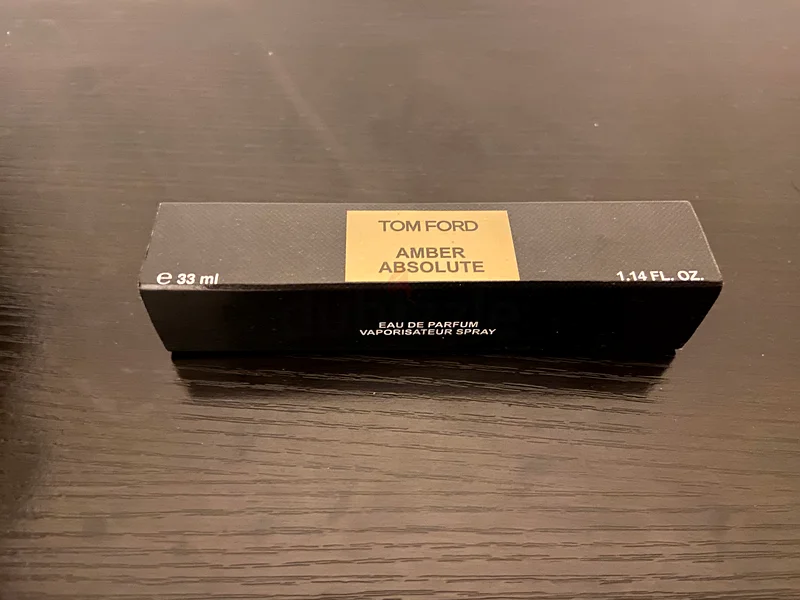 TOM FORD
AMBER
ABSOLUTE
℮ 33 ml
1.14 FL. OZ.
EAU DE PARFUM
VAPORISATEUR SPRAY